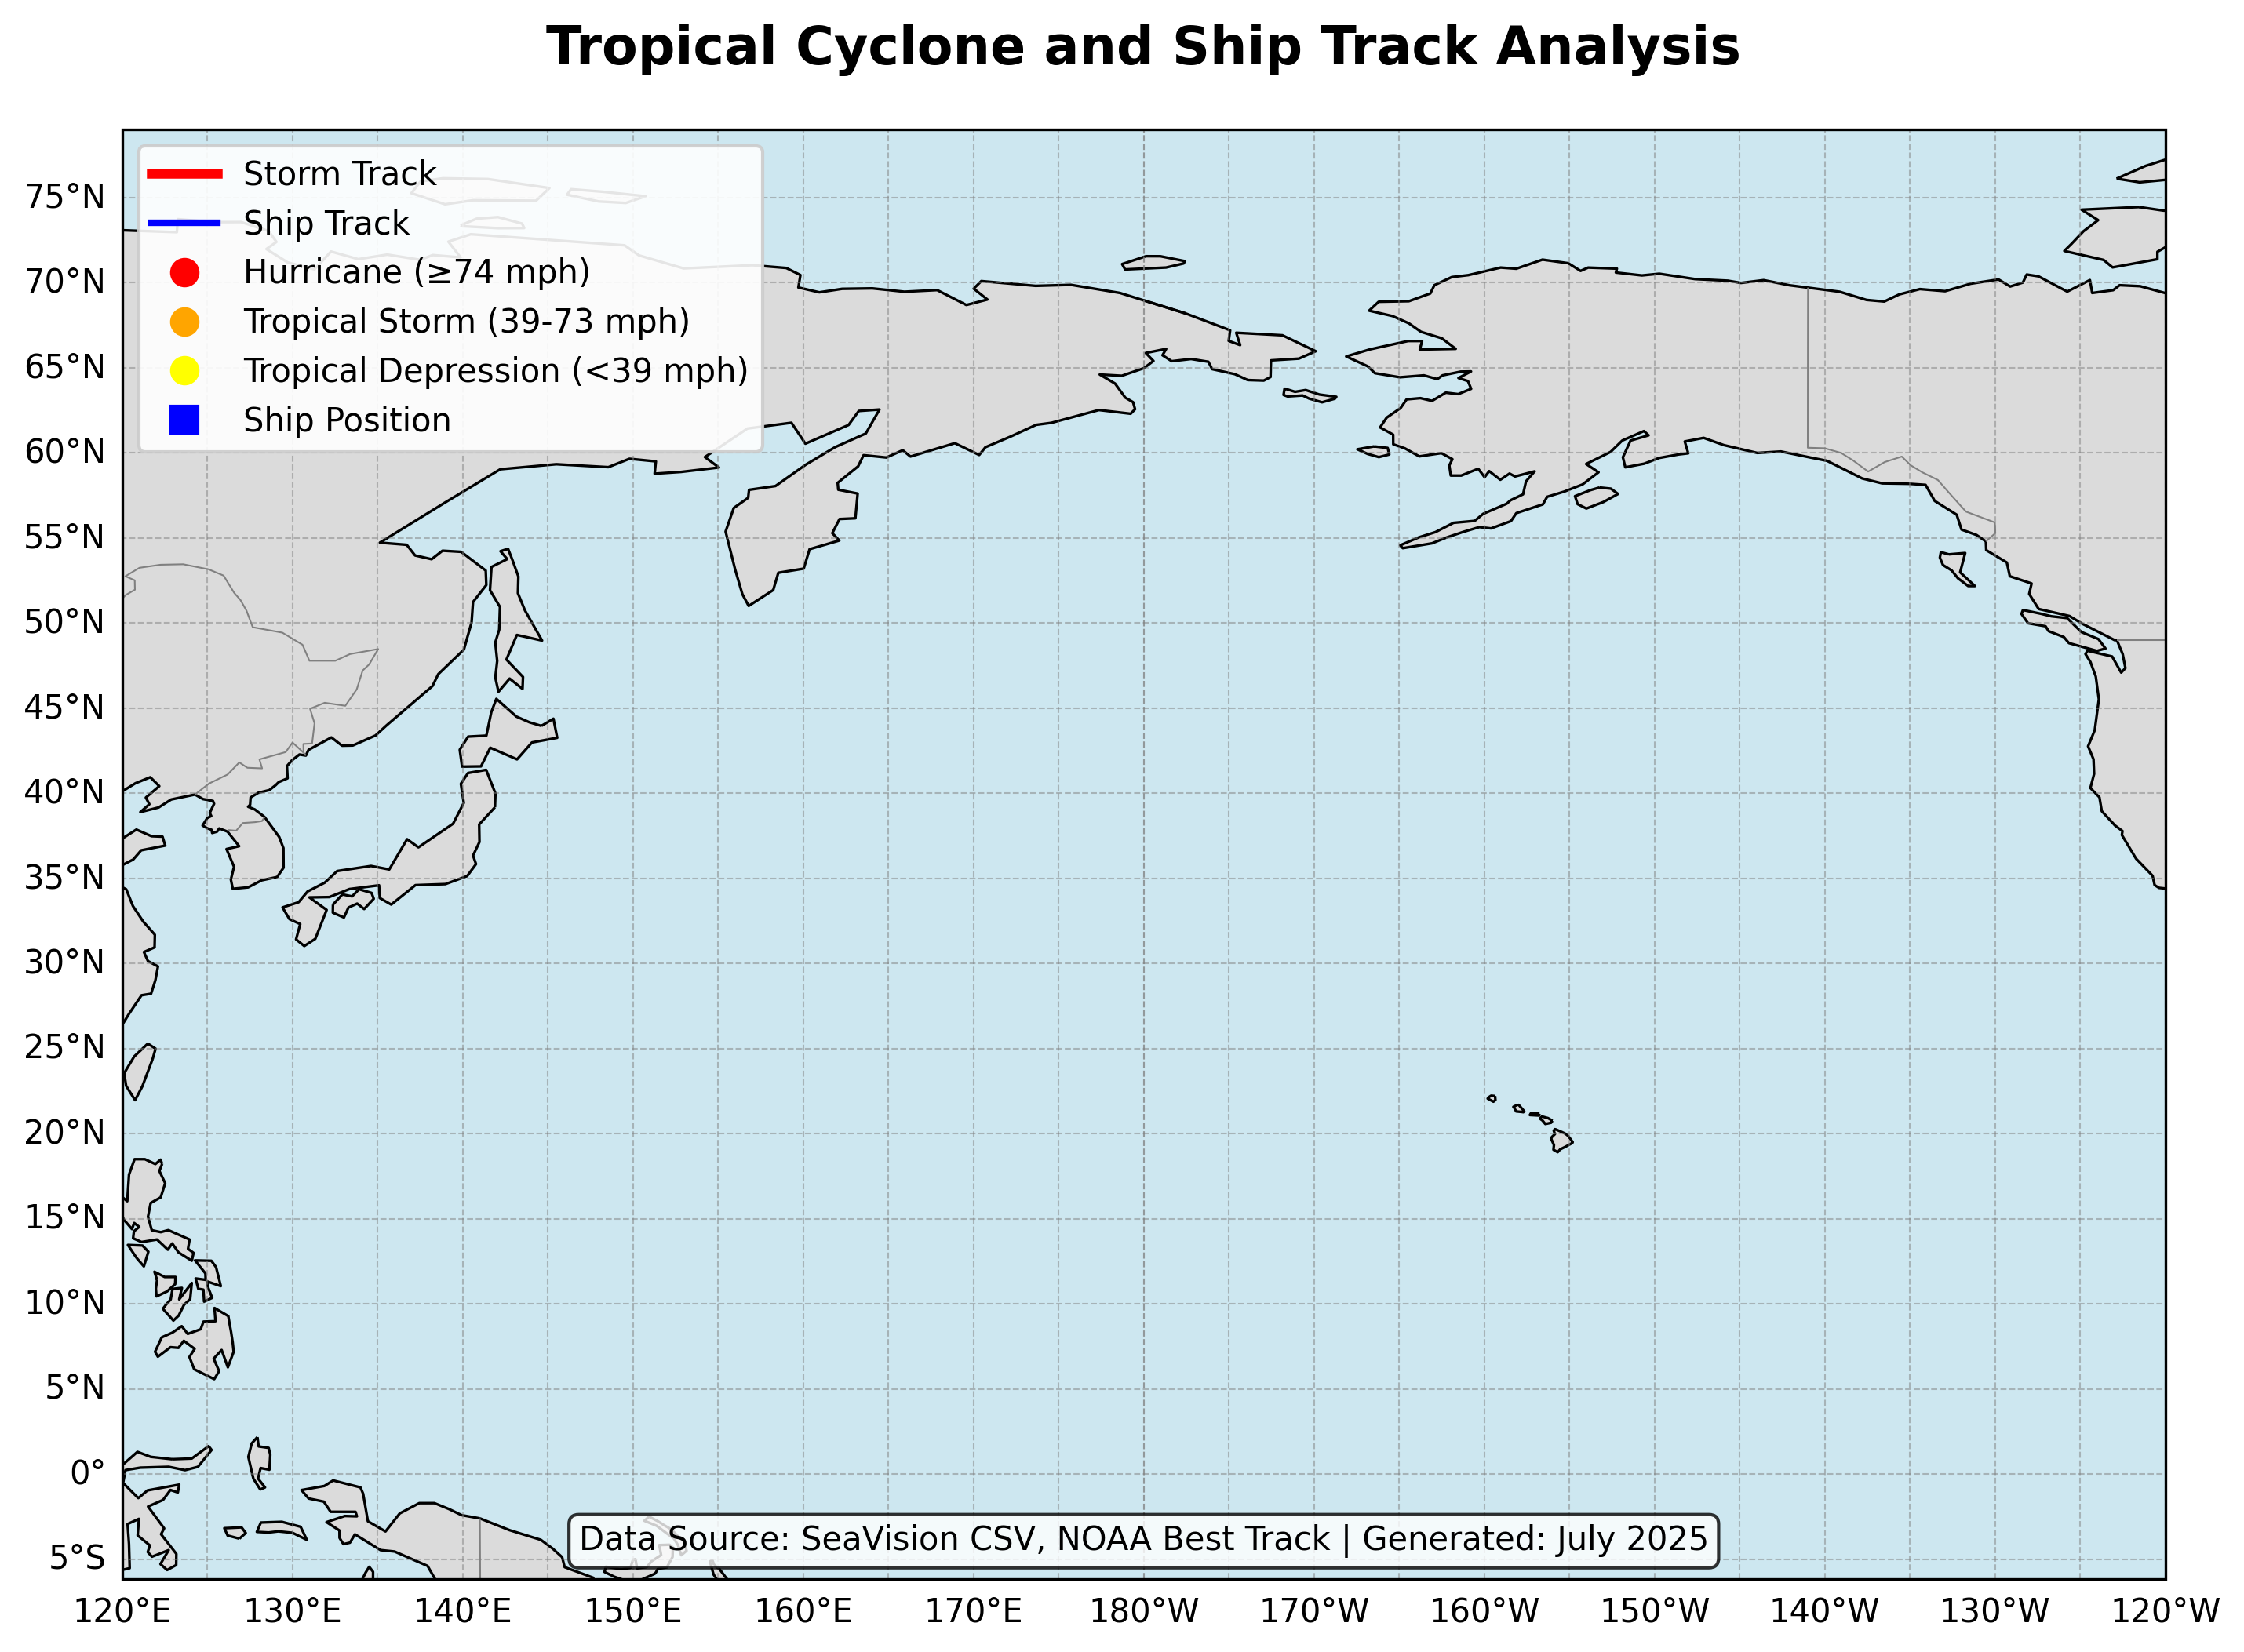 Tropical Cyclone and Ship Track Analysis
Storm Track
Ship Track
Hurricane (≥74 mph)
Tropical Storm (39-73 mph)
Tropical Depression (<39 mph)
Ship Position
75°N
70°N
65°N
60°N
55°N
50°N
45°N
40°N
35°N
30°N
25°N
20°N
15°N
10°N
5°N
0°
5°S
Data Source: SeaVision CSV, NOAA Best Track | Generated: July 2025
120°E 130°E 140°E 150°E 160°E 170°E 180°W 170°W 160°W 150°W 140°W 130°W 120°W